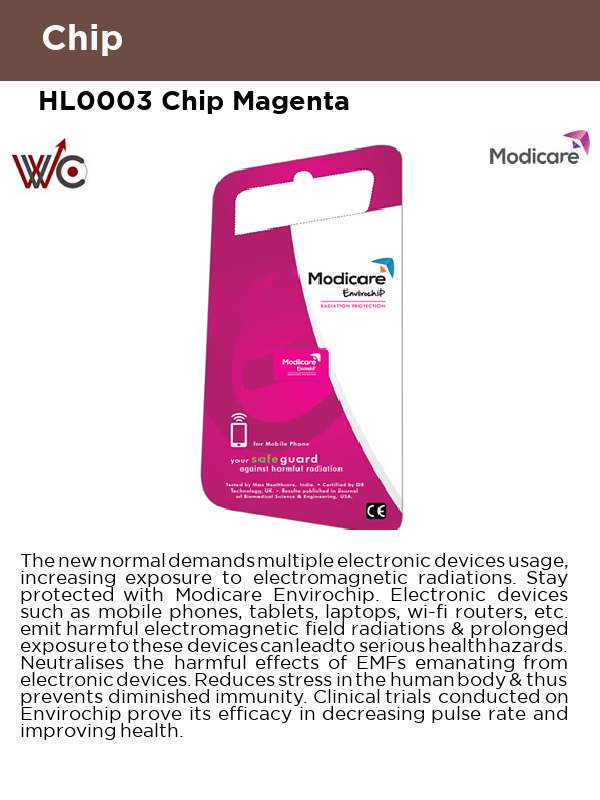 Chip
HL0003 Chip Magenta
WC
Modicare
Modicare
Envirochip
RADIATION PROTECTION
Modicare
Envirochip
for Mobile Phone
your safeguard
against harmful radiation
Tested by Max Healthcare, India. • Certified by DB
Technology, UK. • Results published in Journal
of Biomedical Science & Engineering, USA.
CE
The new normal demands multiple electronic devices usage,
increasing exposure to electromagnetic radiations. Stay
protected with Modicare Envirochip. Electronic devices
such as mobile phones, tablets, laptops, wi-fi routers, etc.
emit harmful electromagnetic field radiations & prolonged
exposure to these devices can lead to serious health hazards.
Neutralises the harmful effects of EMFs emanating from
electronic devices. Reduces stress in the human body & thus
prevents diminished immunity. Clinical trials conducted on
Envirochip prove its efficacy in decreasing pulse rate and
improving health.